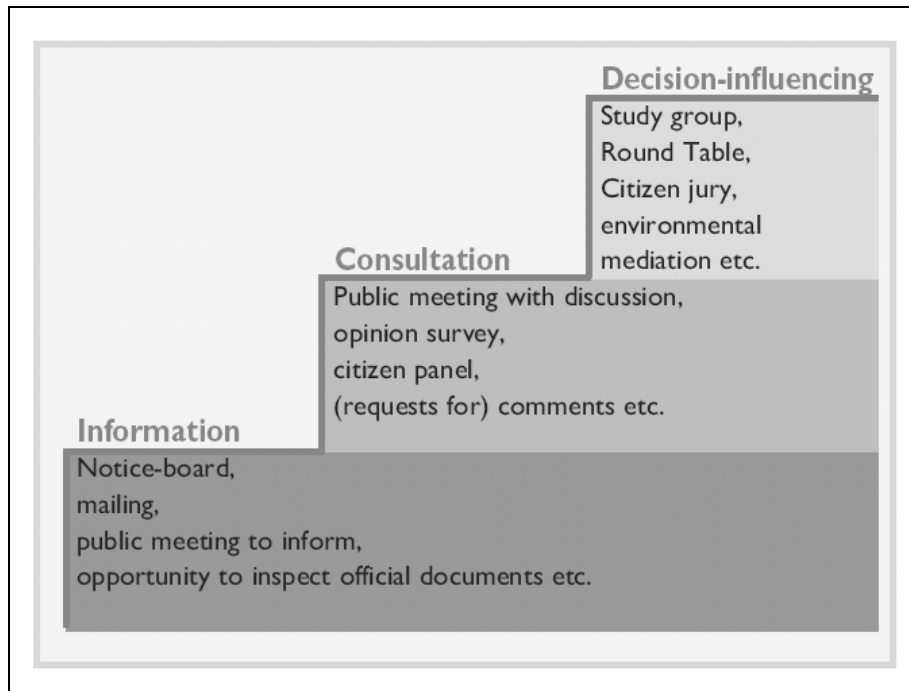 Decision-influencing
Study group,
Round Table,
Citizen jury,
environmental
mediation etc.
Consultation
Public meeting with discussion,
opinion survey,
citizen panel,
(requests for) comments etc.
Information
Notice-board,
mailing,
public meeting to inform,
opportunity to inspect official documents etc.